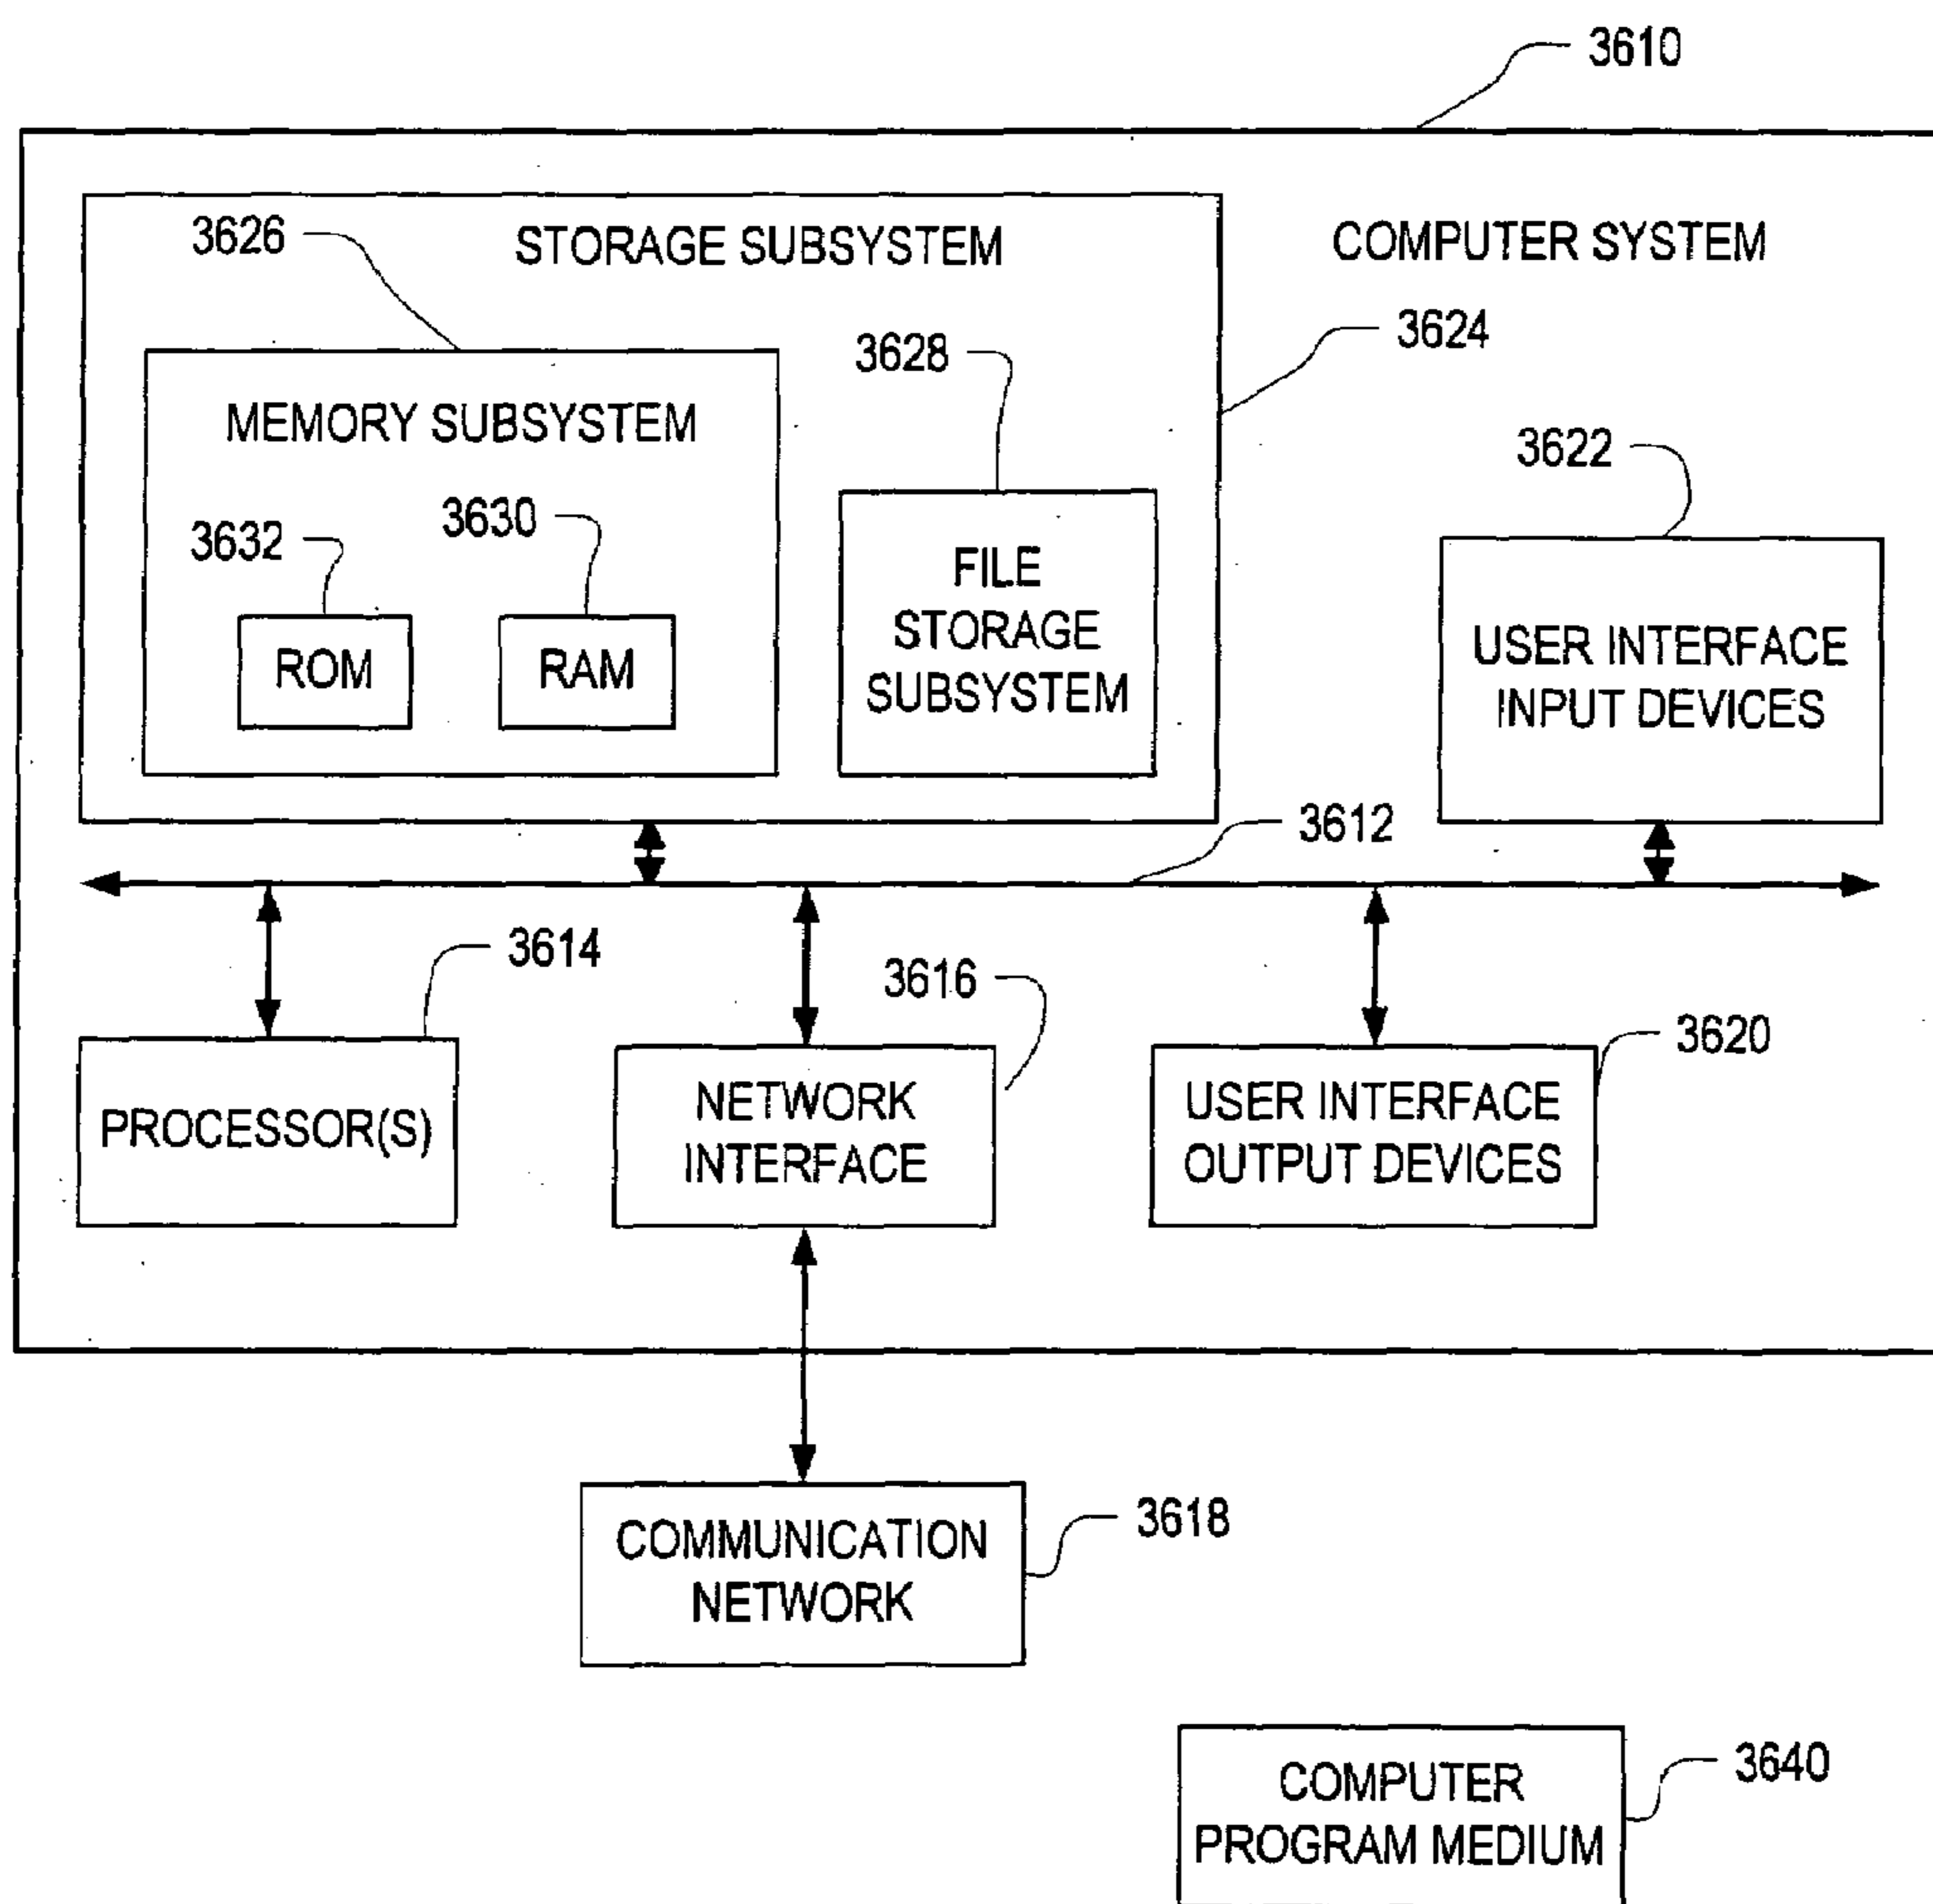 3610
3626
STORAGE SUBSYSTEM
COMPUTER SYSTEM
3624
3628
MEMORY SUBSYSTEM
3622
3632
3630
FILE
STORAGE
SUBSYSTEM
ROM
RAM
USER INTERFACE
INPUT DEVICES
3612
3614
3616
3620
PROCESSOR(S)
NETWORK
INTERFACE
USER INTERFACE
OUTPUT DEVICES
COMMUNICATION
NETWORK
3618
COMPUTER
PROGRAM MEDIUM
3640